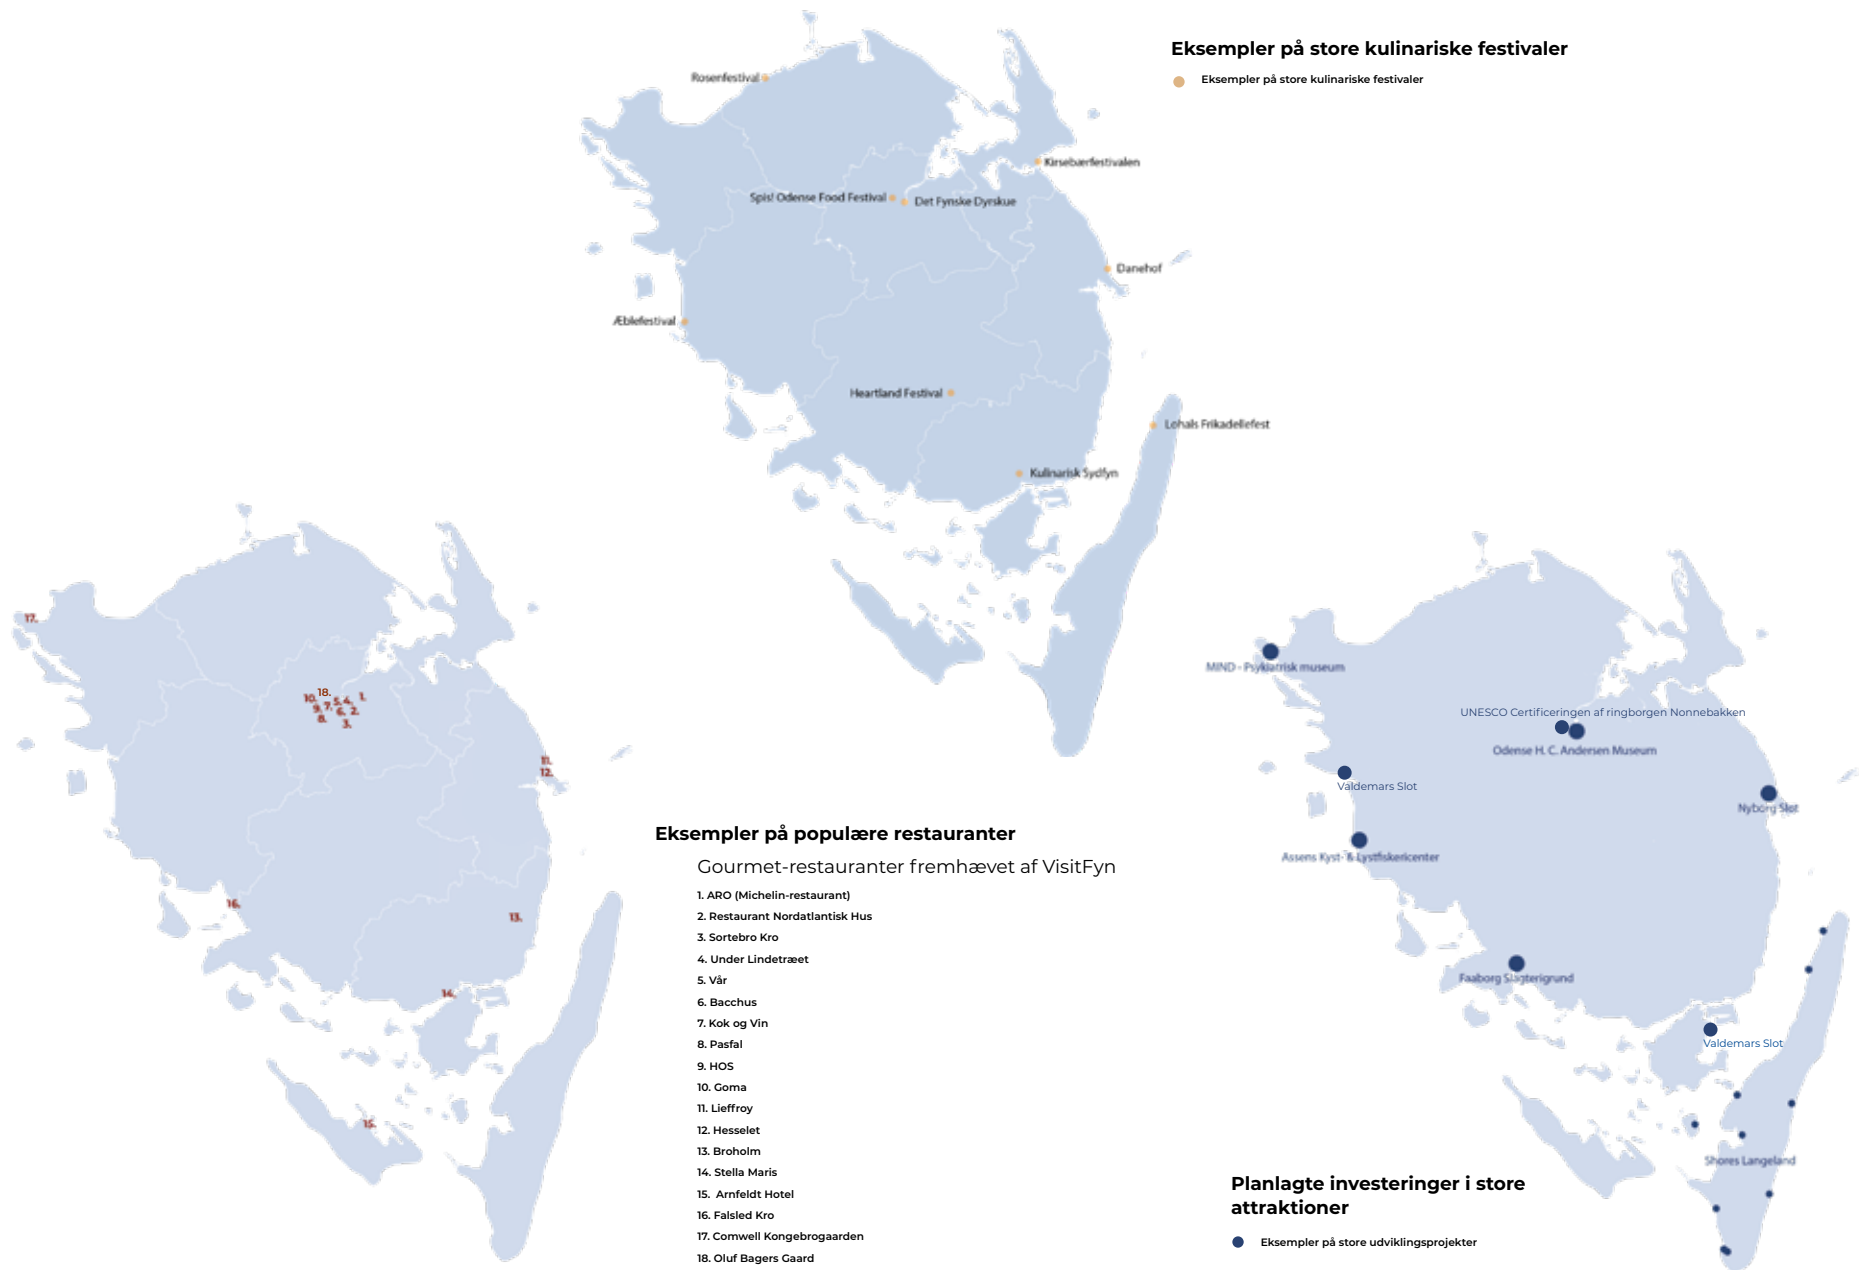 Eksempler på store kulinariske festivaler
Eksempler på store kulinariske festivaler
Rosenfestival
Kirsebærfestivalen
Spis! Odense Food Festival
Det Fynske Dyrskue
Danehof
Æblefestival
Heartland Festival
Lohals Frikadellefest
Kulinarisk Sydfyn
17.
18.
10.
5.
4.
1.
9.
7.
6.
2.
8.
3.
11.
12.
16.
13.
14.
15.
Eksempler på populære restauranter
Gourmet-restauranter fremhævet af VisitFyn
1. ARO (Michelin-restaurant)
2. Restaurant Nordatlantisk Hus
3. Sortebro Kro
4. Under Lindetræet
5. Vår
6. Bacchus
7. Kok og Vin
8. Pasfal
9. HOS
10. Goma
11. Lieffroy
12. Hesselet
13. Broholm
14. Stella Maris
15. Arnfeldt Hotel
16. Falsled Kro
17. Comwell Kongebrogaarden
18. Oluf Bagers Gaard
MIND - Psykiatrisk museum
UNESCO Certificeringen af ringborgen Nonnebakken
Odense H. C. Andersen Museum
Valdemars Slot
Nyborg Slot
Assens Kyst- & Lystfiskericenter
Faaborg Slagterigrund
Valdemars Slot
Shores Langeland
Planlagte investeringer i store
attraktioner
Eksempler på store udviklingsprojekter